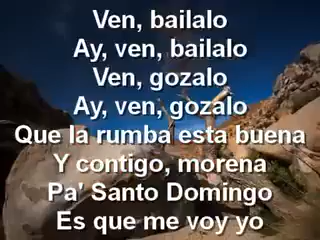 Ven, bailalo
Ay, ven, bailalo
Ven, gozalo
Ay, ven, gozalo
Que la rumba esta buena
Y contigo, morena
Pa' Santo Domingo
Es que me voy yo